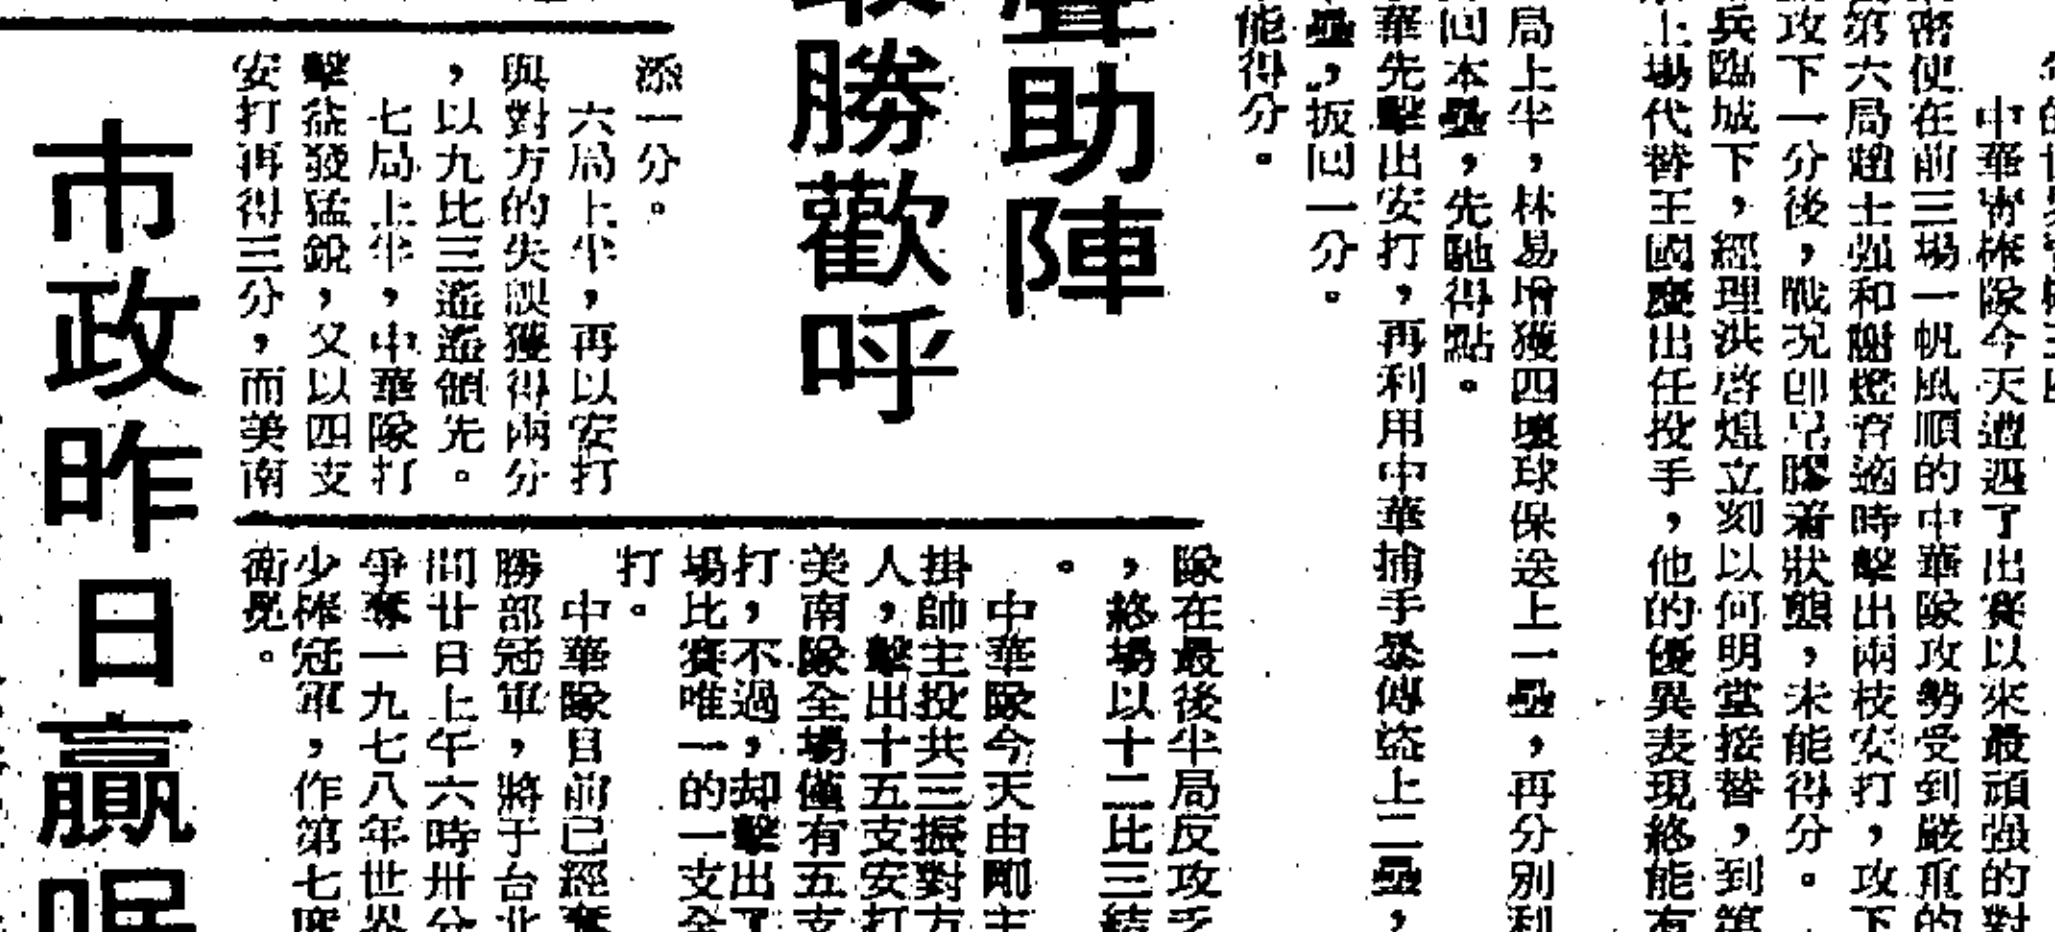 中華青棒隊今天遭遇了出賽以來最頑强的對
便在前三場一帆風順的中華隊攻勢受到嚴重的
第六局趙士强和謝燈育適時擊出兩枝安打，攻下
攻下一分後，戰況即呈膠着狀態，未能得分。
兵臨城下，經理洪啓煌立刻以何明堂接替，到第
上場代替王國慶出任投手，他的優異表現終能有
局上半，林易增獲四壞球保送上一壘，再分別利
回本壘，先馳得點。
華先擊出安打，再利用中華捕手暴傳盜上二壘，
壘，扳回一分。
能得分。
聲助陣
勝歡呼
添一分。
六局上半，再以安打
與對方的失誤獲得兩分
，以九比三遙遙領先。
七局上半，中華隊打
擊益發猛銳，又以四支
安打再得三分，而美南
隊在最後半局反攻乏
，終場以十二比三結
。
中華隊今天由剛主
掛帥主投共三振對方
人，擊出十五支安打
美南隊全場僅有五支
打，不過，却擊出了
場比賽唯一的一支全
打。
中華隊目前已經奪
勝部冠軍，將于台北
間廿日上午六時卅分
爭奪一九七八年世界
少棒冠軍，作第七度
衛冕。
市政昨日贏